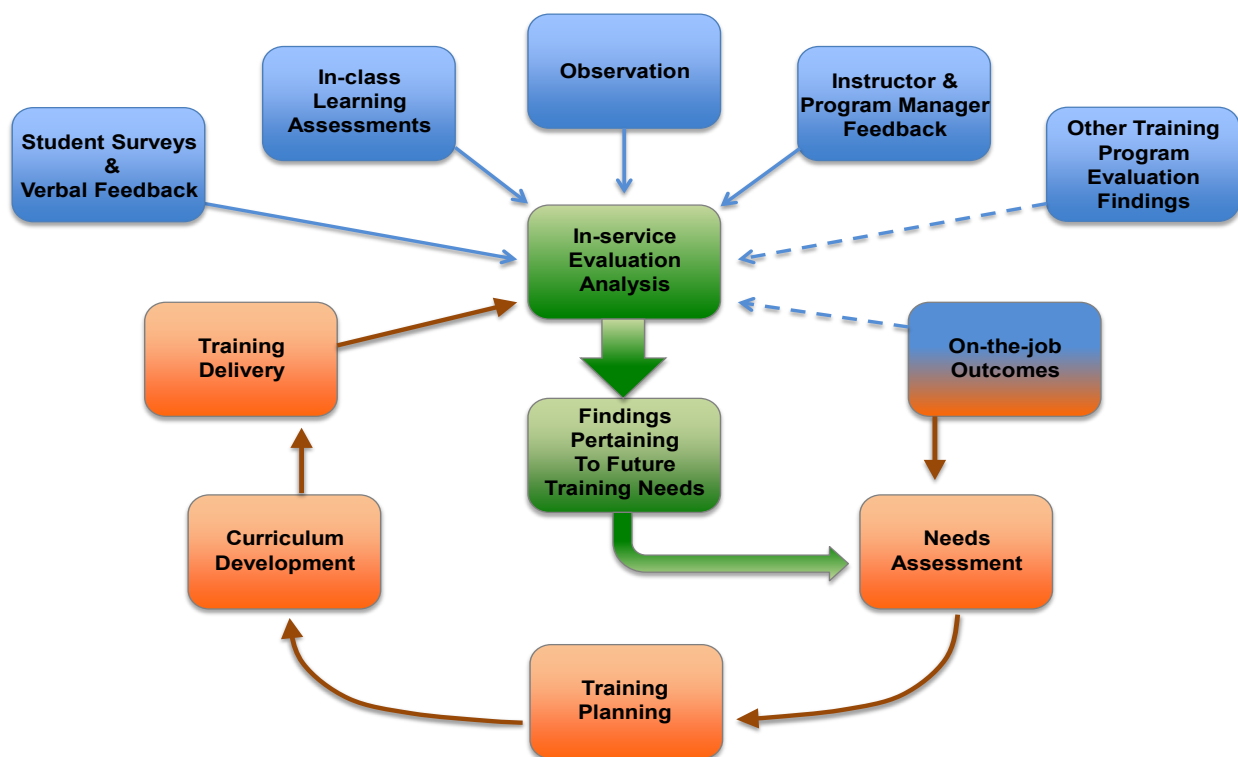 Observation
In-class
Learning
Assessments
Instructor &
Program Manager
Feedback
Student Surveys
&
Verbal Feedback
Other Training
Program
Evaluation
Findings
In-service
Evaluation
Analysis
Training
Delivery
On-the-job
Outcomes
Findings
Pertaining
To Future
Training Needs
Curriculum
Development
Needs
Assessment
Training
Planning